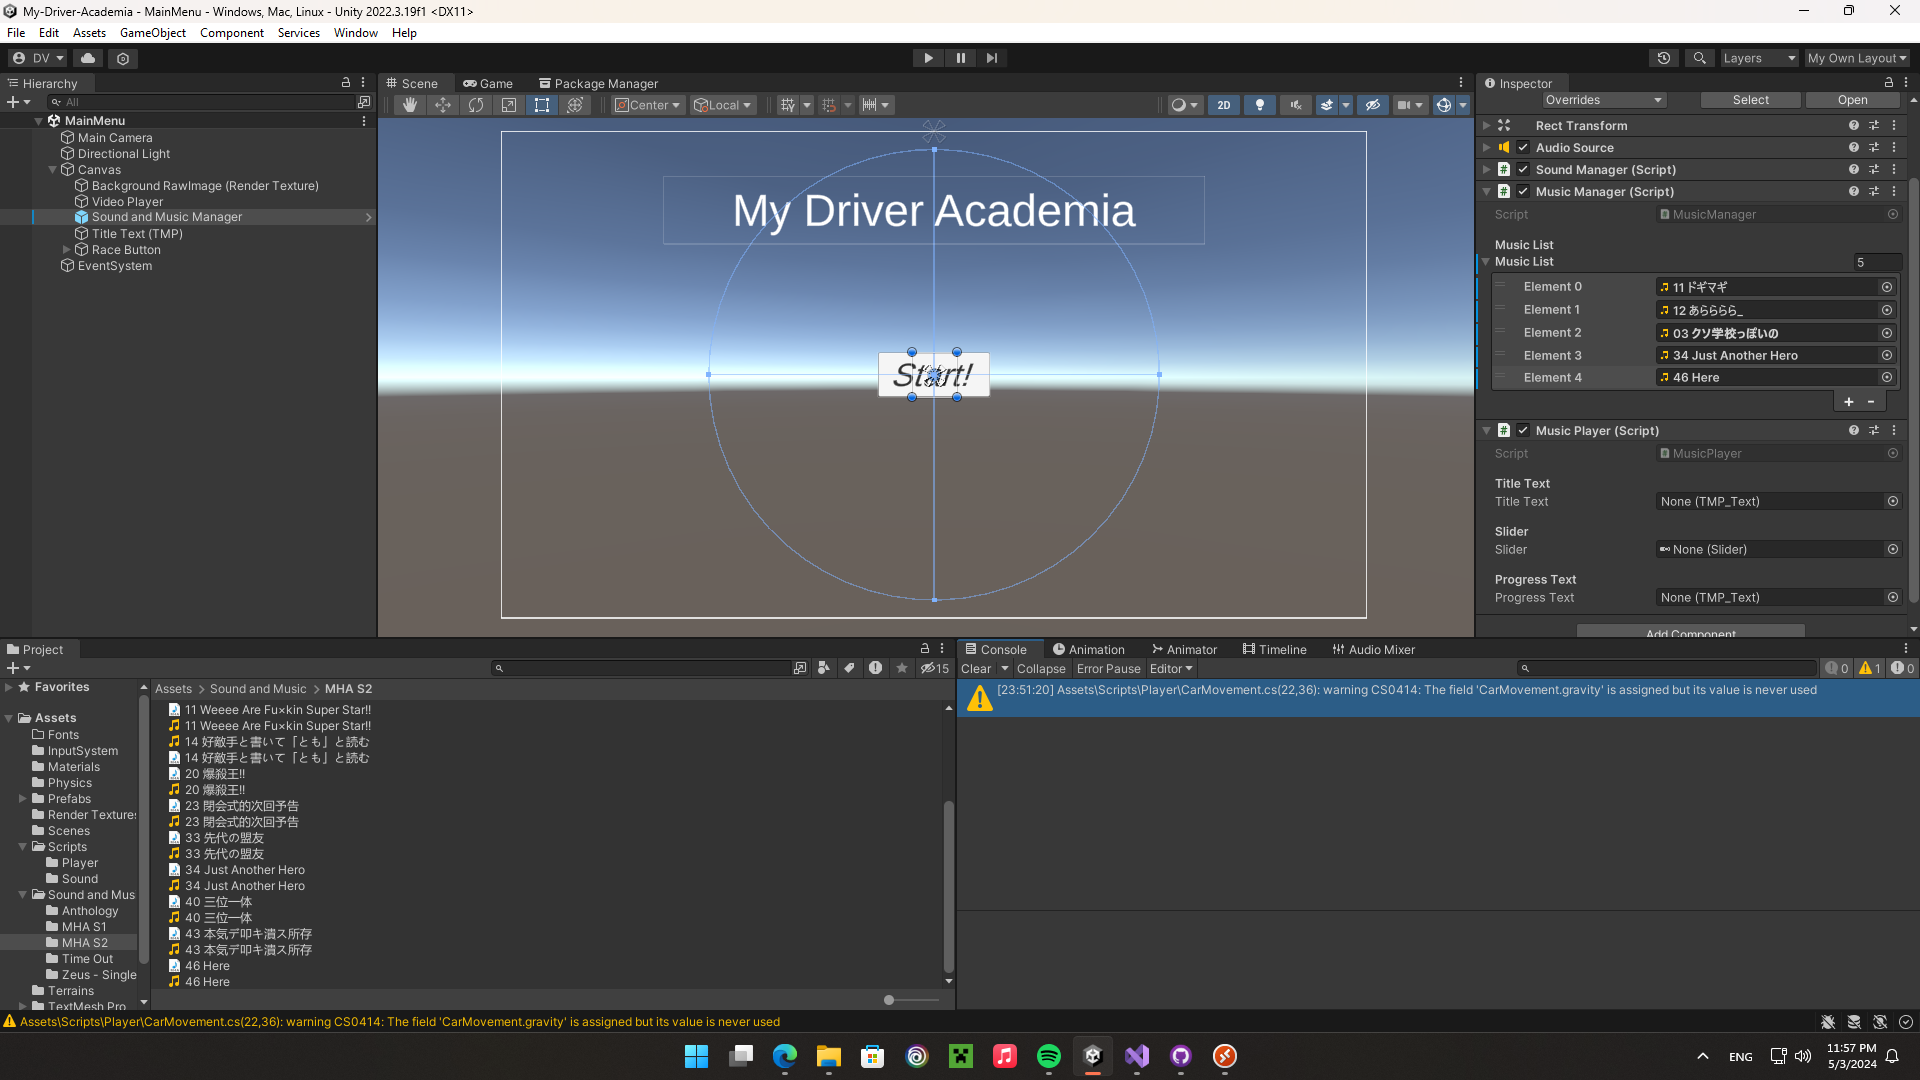 My-Driver-Academia - MainMenu - Windows, Mac, Linux - Unity 2022.3.19f1 <DX11>
File Edit Assets GameObject Component Services Window Help
DV Layers My Own Layout
Hierarchy
All
MainMenu
Main Camera
Directional Light
Canvas
Background RawImage (Render Texture)
Video Player
Sound and Music Manager
Title Text (TMP)
Race Button
EventSystem
Scene Game Package Manager
Center Local 2D
My Driver Academia
Start!
Inspector
Overrides Select Open
Rect Transform
Audio Source
Sound Manager (Script)
Music Manager (Script)
Script MusicManager
Music List
Music List 5
Element 0 11 ドギマギ
Element 1 12 あらららら_
Element 2 03 クソ学校っぽいの
Element 3 34 Just Another Hero
Element 4 46 Here
+ -
Music Player (Script)
Script MusicPlayer
Title Text
Title Text None (TMP_Text)
Slider
Slider None (Slider)
Progress Text
Progress Text None (TMP_Text)
Add Component
Project
15
Favorites
Assets
Fonts
InputSystem
Materials
Physics
Prefabs
Render Textures
Scenes
Scripts
Player
Sound
Sound and Mus
Anthology
MHA S1
MHA S2
Time Out
Zeus - Single
Terrains
TextMesh Pro
Assets > Sound and Music > MHA S2
11 Weeee Are Fu×kin Super Star!!
11 Weeee Are Fu×kin Super Star!!
14 好敵手と書いて「とも」と読む
14 好敵手と書いて「とも」と読む
20 爆殺王!!
20 爆殺王!!
23 閉会式的次回予告
23 閉会式的次回予告
33 先代の盟友
33 先代の盟友
34 Just Another Hero
34 Just Another Hero
40 三位一体
40 三位一体
43 本気デ叩キ潰ス所存
43 本気デ叩キ潰ス所存
46 Here
46 Here
Console Animation Animator Timeline Audio Mixer
Clear Collapse Error Pause Editor 0 1 0
[23:51:20] Assets\Scripts\Player\CarMovement.cs(22,36): warning CS0414: The field 'CarMovement.gravity' is assigned but its value is never used
Assets\Scripts\Player\CarMovement.cs(22,36): warning CS0414: The field 'CarMovement.gravity' is assigned but its value is never used
ENG
11:57 PM
5/3/2024